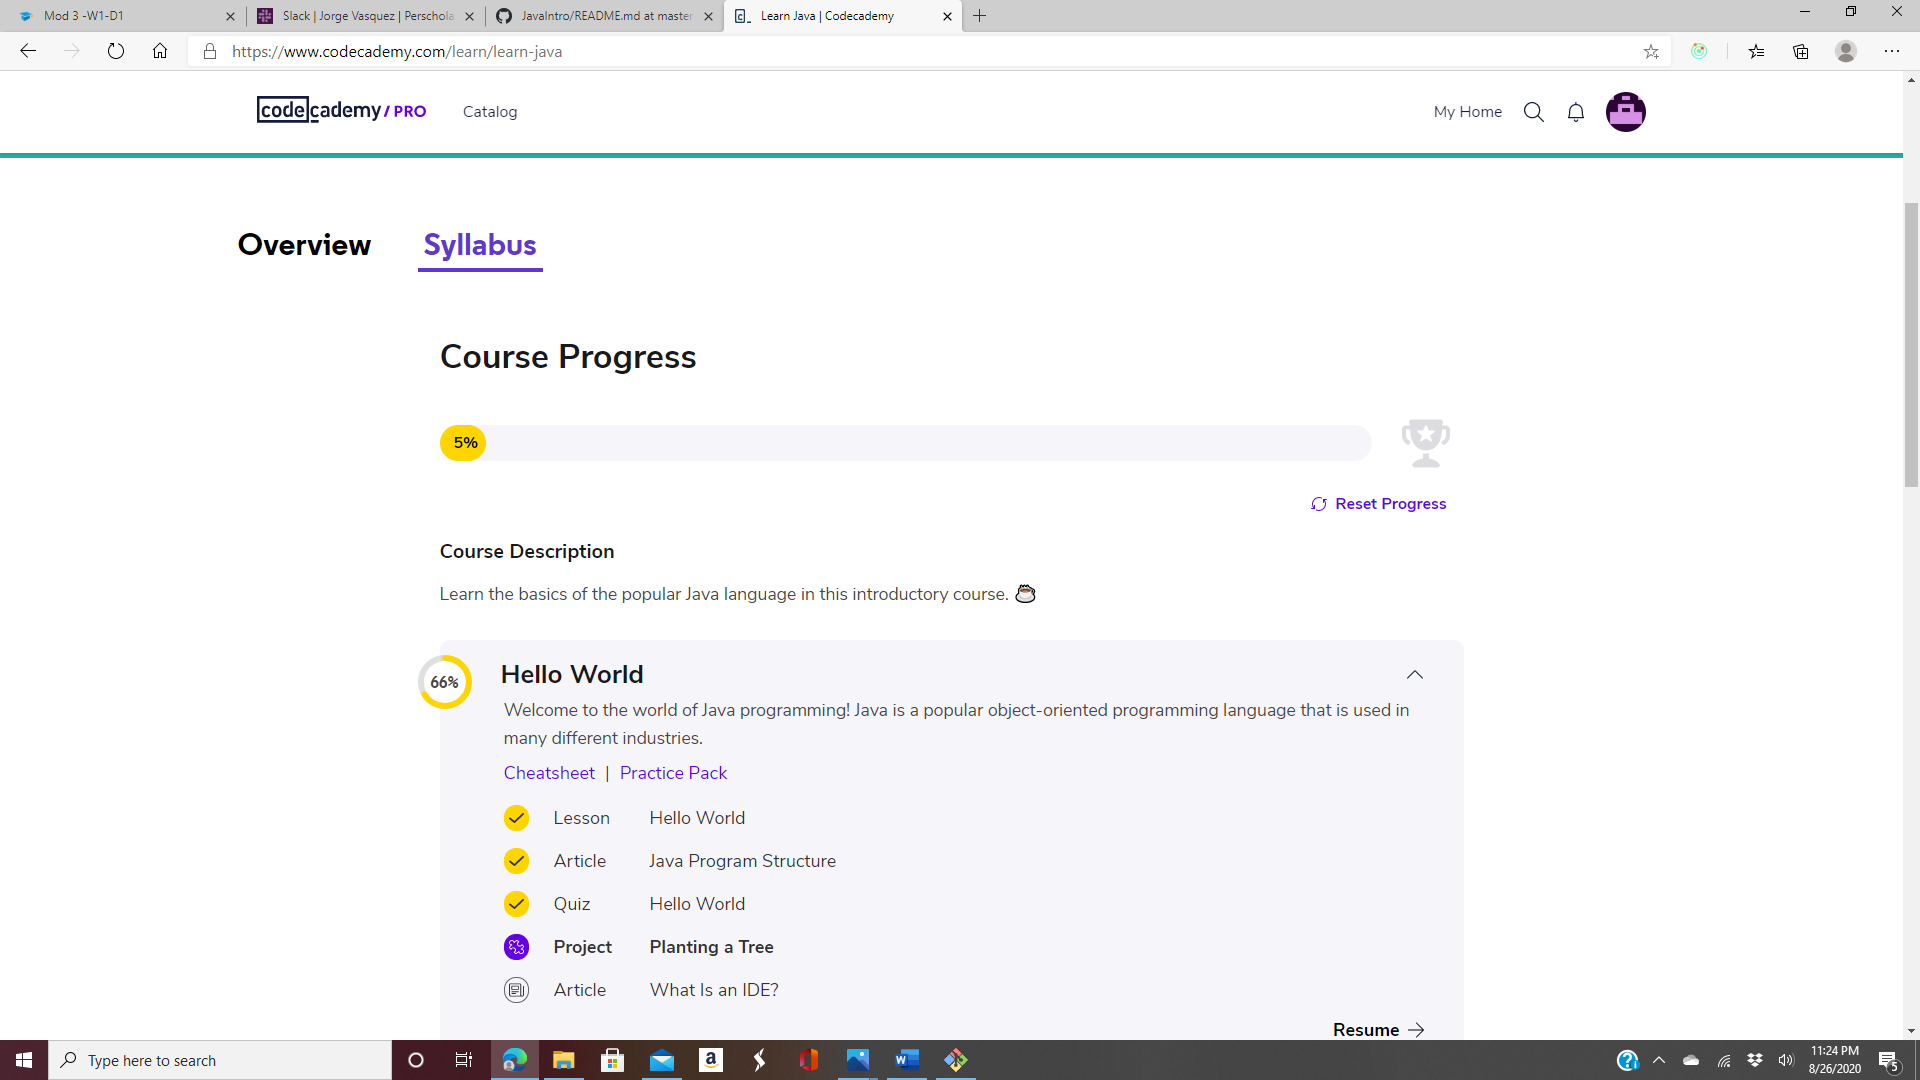 Mod 3 -W1-D1
Slack | Jorge Vasquez | Perschola
JavaIntro/README.md at master
Learn Java | Codecademy
https://www.codecademy.com/learn/learn-java
codecademy / PRO
Catalog
My Home
Overview
Syllabus
Course Progress
5%
Reset Progress
Course Description
Learn the basics of the popular Java language in this introductory course. ☕
66%
Hello World
Welcome to the world of Java programming! Java is a popular object-oriented programming language that is used in
many different industries.
Cheatsheet | Practice Pack
Lesson Hello World
Article Java Program Structure
Quiz Hello World
Project Planting a Tree
Article What Is an IDE?
Resume
Type here to search
11:24 PM
8/26/2020
5